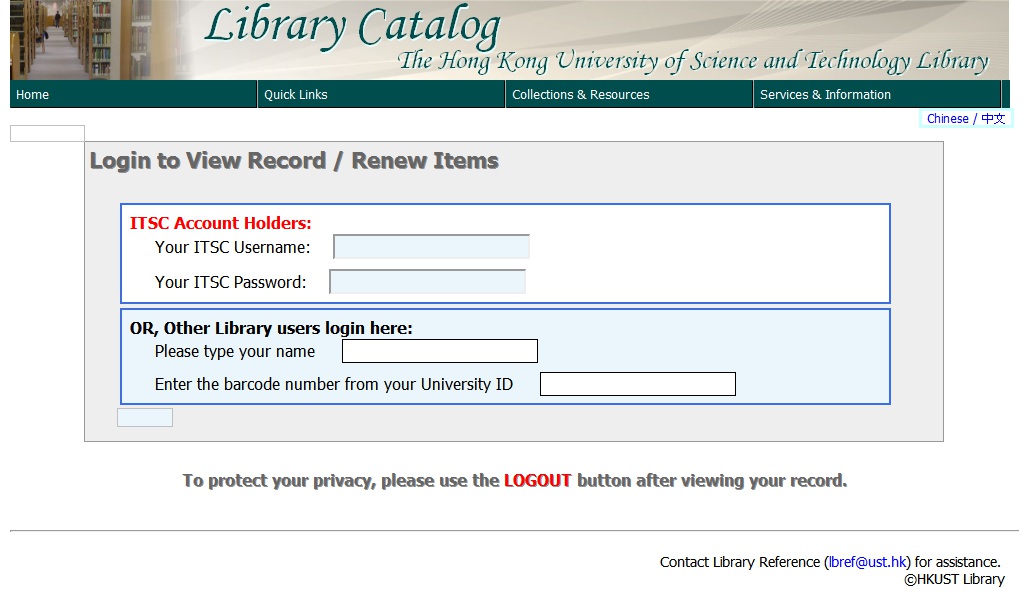 Library Catalog
The Hong Kong University of Science and Technology Library
Home Quick Links Collections & Resources Services & Information
Chinese / 中文
Login to View Record / Renew Items
ITSC Account Holders:
Your ITSC Username:
Your ITSC Password:
OR, Other Library users login here:
Please type your name
Enter the barcode number from your University ID
To protect your privacy, please use the LOGOUT button after viewing your record.
Contact Library Reference (lbref@ust.hk) for assistance.
©HKUST Library